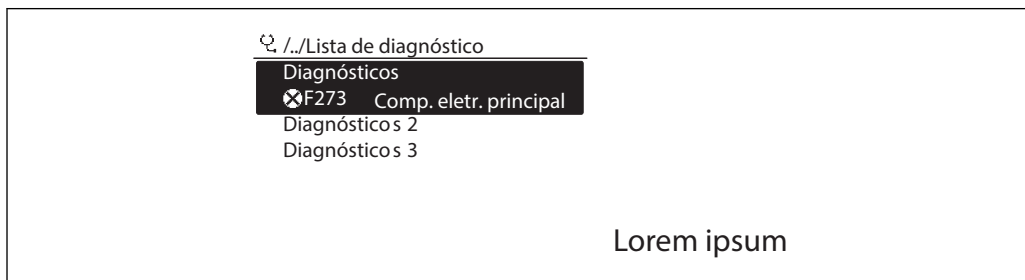 /../Lista de diagnóstico
Diagnósticos
F273 Comp. eletr. principal
Diagnósticos 2
Diagnósticos 3
Lorem ipsum